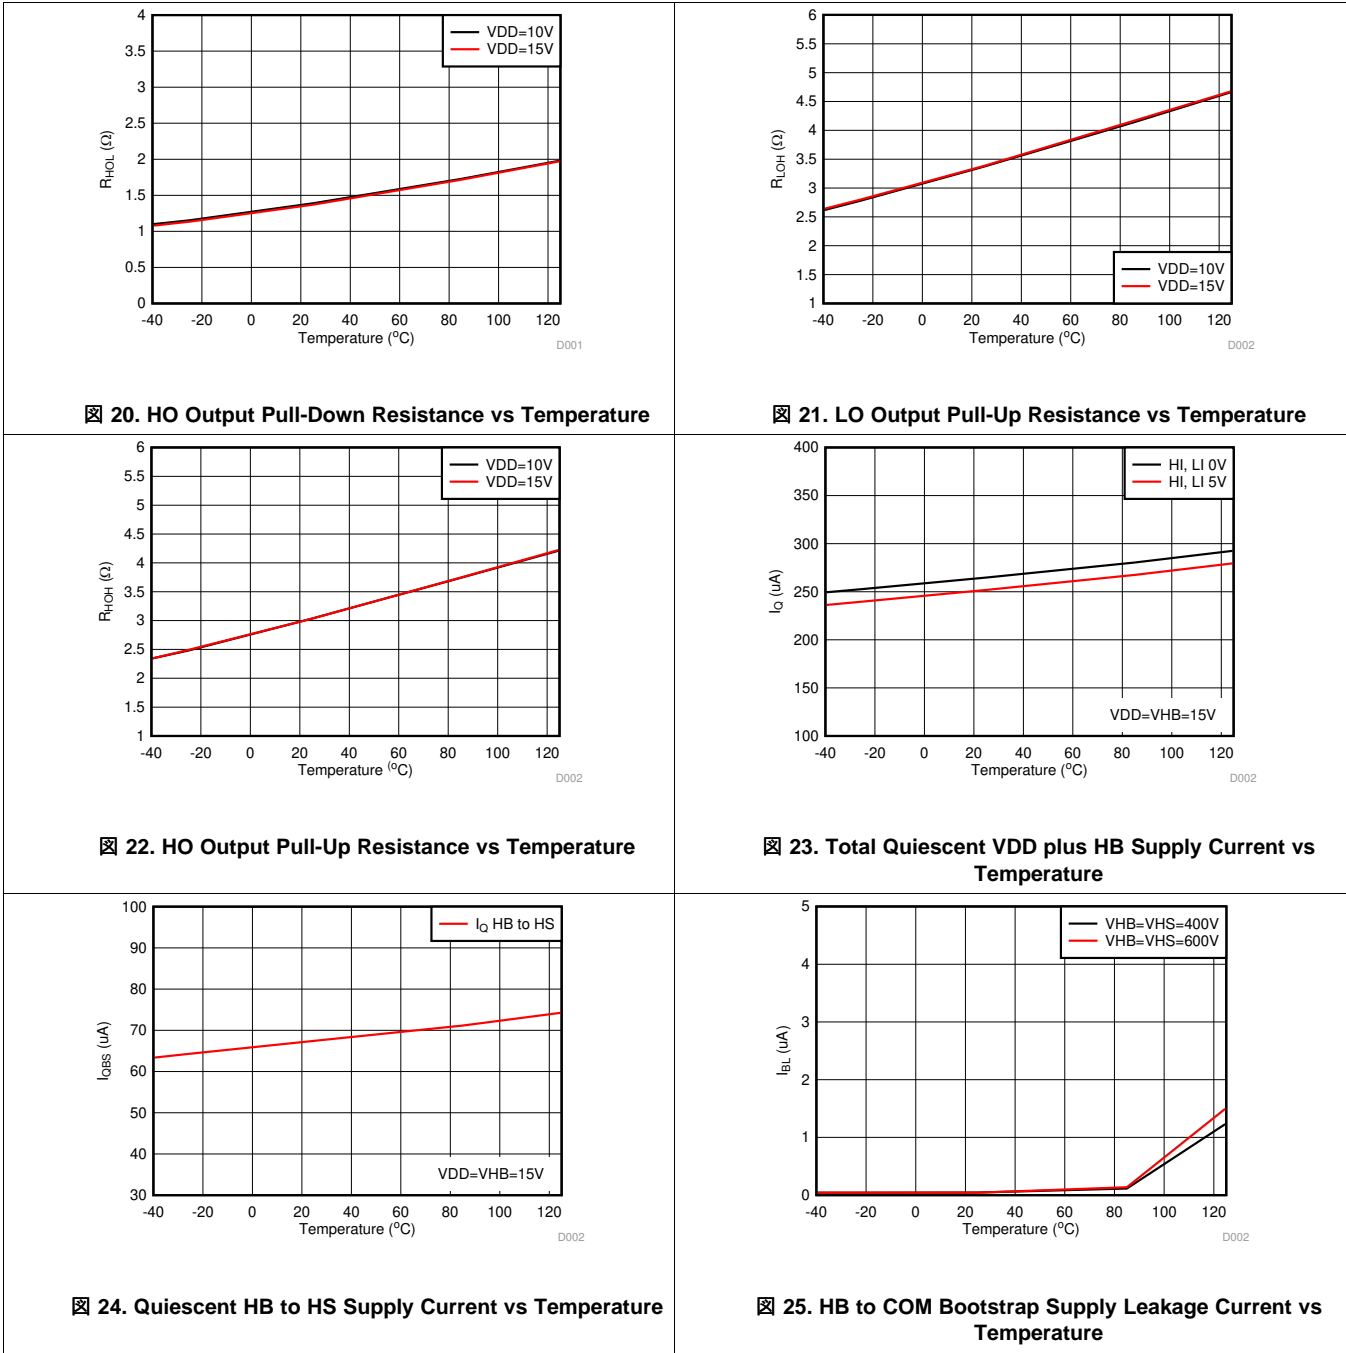 4
3.5
3
2.5
2
1.5
1
0.5
0
-40 -20 0 20 40 60 80 100 120
Temperature (°C)
R_HOL (Ω)
VDD=10V
VDD=15V
D001
図 20. HO Output Pull-Down Resistance vs Temperature
6
5.5
5
4.5
4
3.5
3
2.5
2
1.5
1
-40 -20 0 20 40 60 80 100 120
Temperature (°C)
R_LOH (Ω)
VDD=10V
VDD=15V
D002
図 21. LO Output Pull-Up Resistance vs Temperature
6
5.5
5
4.5
4
3.5
3
2.5
2
1.5
1
-40 -20 0 20 40 60 80 100 120
Temperature (°C)
R_HOH (Ω)
VDD=10V
VDD=15V
D002
図 22. HO Output Pull-Up Resistance vs Temperature
400
350
300
250
200
150
100
-40 -20 0 20 40 60 80 100 120
Temperature (°C)
I_Q (uA)
HI, LI 0V
HI, LI 5V
VDD=VHB=15V
D002
図 23. Total Quiescent VDD plus HB Supply Current vs
Temperature
100
90
80
70
60
50
40
30
-40 -20 0 20 40 60 80 100 120
Temperature (°C)
I_QBS (uA)
I_Q HB to HS
VDD=VHB=15V
D002
図 24. Quiescent HB to HS Supply Current vs Temperature
5
4
3
2
1
0
-40 -20 0 20 40 60 80 100 120
Temperature (°C)
I_BL (uA)
VHB=VHS=400V
VHB=VHS=600V
D002
図 25. HB to COM Bootstrap Supply Leakage Current vs
Temperature